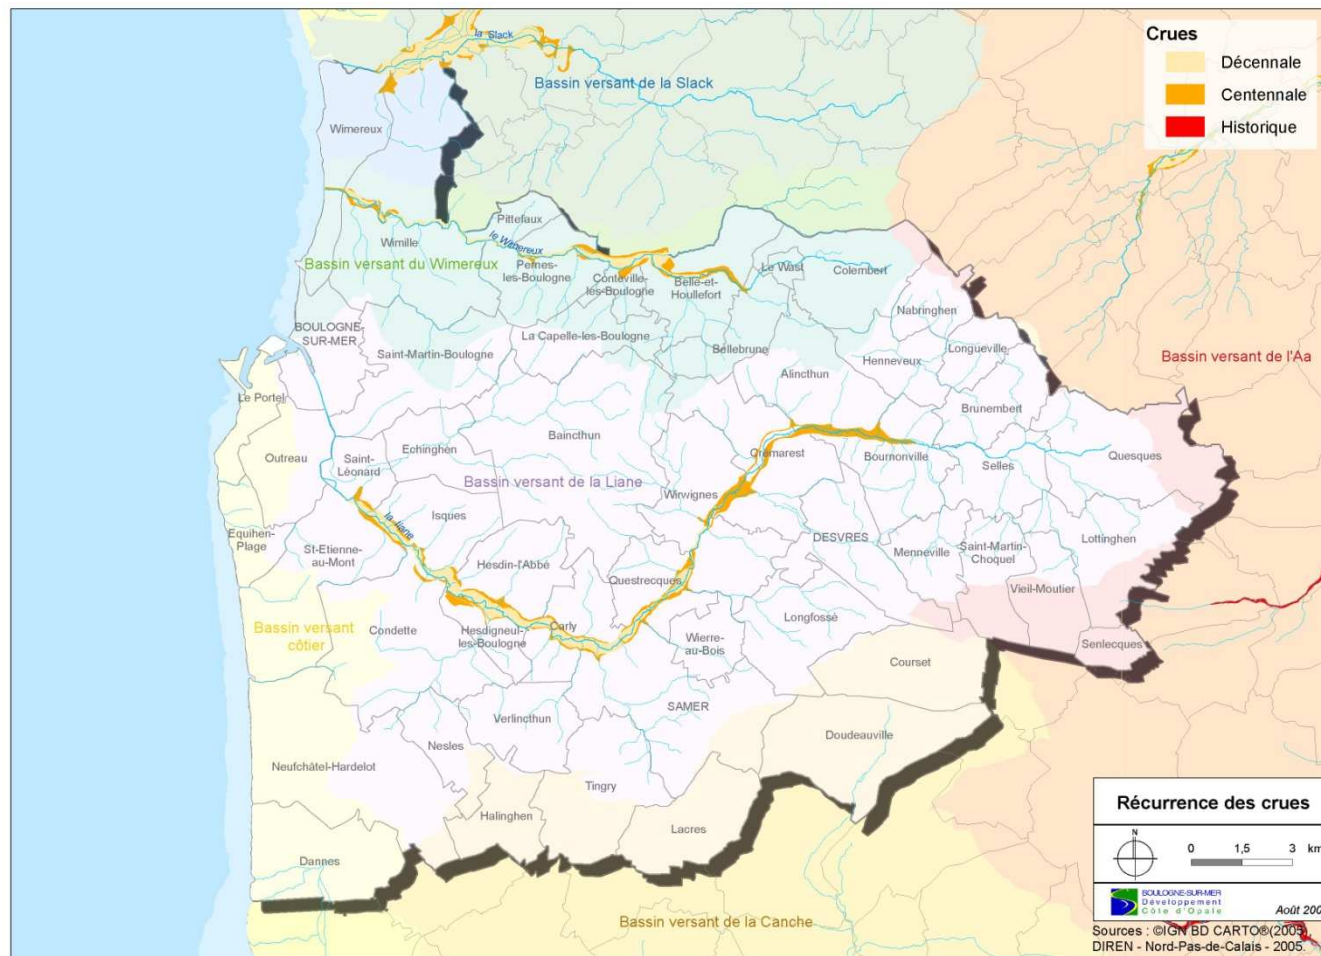 Crues
Décennale
Centennale
Historique
la Slack
Bassin versant de la Slack
Wimereux
Pittefaux
le Wimereux
Wimille
Bassin versant du Wimereux
Pernes-
les-Boulogne
Conteville-
les-Boulogne
Belle-et-
Houllefort
Le Wast
Colembert
Nabringhen
BOULOGNE-
SUR-MER
Saint-Martin-Boulogne
La Capelle-les-Boulogne
Bellebrune
Henneveux
Longueville
Bassin versant de l'Aa
Alincthun
Le Portel
Brunembert
Outreau
Saint-
Léonard
Echinghen
Baincthun
Crémarest
Bournonville
Selles
Quesques
Bassin versant de la Liane
Wirwignes
la liane
Isques
Equihen-
Plage
St-Etienne-
au-Mont
DESVRES
Menneville
Saint-Martin-
Choquel
Lottinghen
Hesdin-l'Abbé
Questrecques
Vieil-Moutier
Longfossé
Bassin versant
côtier
Condette
Hesdigneul-
les-Boulogne
Carly
Wierre-
au-Bois
Senlecques
Courset
SAMER
Verlincthun
Nesles
Doudeauville
Neufchâtel-Hardelot
Tingry
Halinghen
Lacres
Dannes
Bassin versant de la Canche
Récurrence des crues
N
0 1,5 3 km
BOULOGNE-SUR-MER
Développement
Côte d'Opale
Août 200
Sources : ©IGN BD CARTO®(2005),
DIREN - Nord-Pas-de-Calais - 2005.